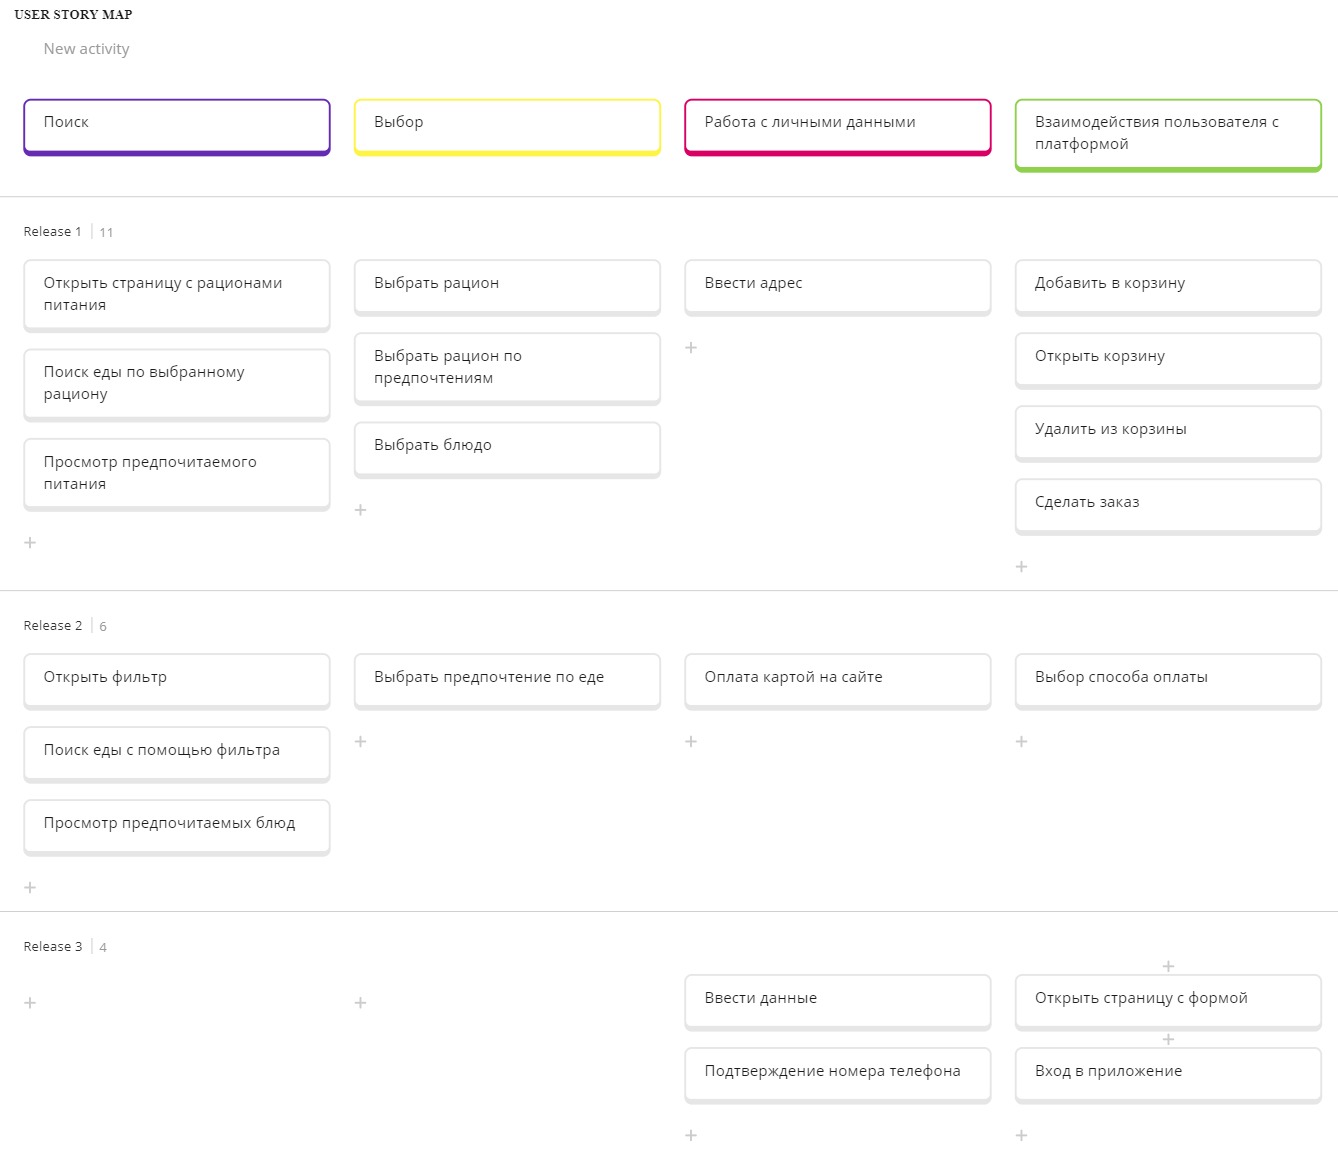 USER STORY MAP
New activity
Поиск
Выбор
Работа с личными данными
Взаимодействия пользователя с
платформой
Release 1 11
Открыть страницу с рационами
питания
Поиск еды по выбранному
рациону
Просмотр предпочитаемого
питания
Выбрать рацион
Выбрать рацион по
предпочтениям
Выбрать блюдо
Ввести адрес
Добавить в корзину
Открыть корзину
Удалить из корзины
Сделать заказ
Release 2 6
Открыть фильтр
Поиск еды с помощью фильтра
Просмотр предпочитаемых блюд
Выбрать предпочтение по еде
Оплата картой на сайте
Выбор способа оплаты
Release 3 4
Ввести данные
Подтверждение номера телефона
Открыть страницу с формой
Вход в приложение